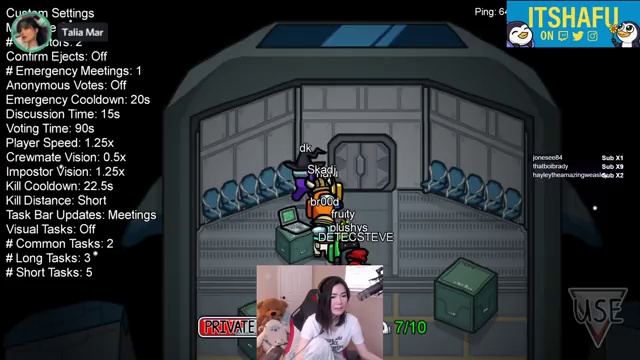 Custom Settings
Talia Mar
Confirm Ejects: Off
# Emergency Meetings: 1
Anonymous Votes: Off
Emergency Cooldown: 20s
Discussion Time: 15s
Voting Time: 90s
Player Speed: 1.25x
Crewmate Vision: 0.5x
Impostor Vision: 1.25x
Kill Cooldown: 22.5s
Kill Distance: Short
Task Bar Updates: Meetings
Visual Tasks: Off
# Common Tasks: 2
# Long Tasks: 3
# Short Tasks: 5
Ping: 6
ITSHAFU
ON
jonesee84 Sub X1
thatboibrady Sub X9
hayleytheamazingweasley Sub X2
dk
Skadi
br00d
fruity
plushys
DETECSTEVE
PRIVATE
7/10
USE